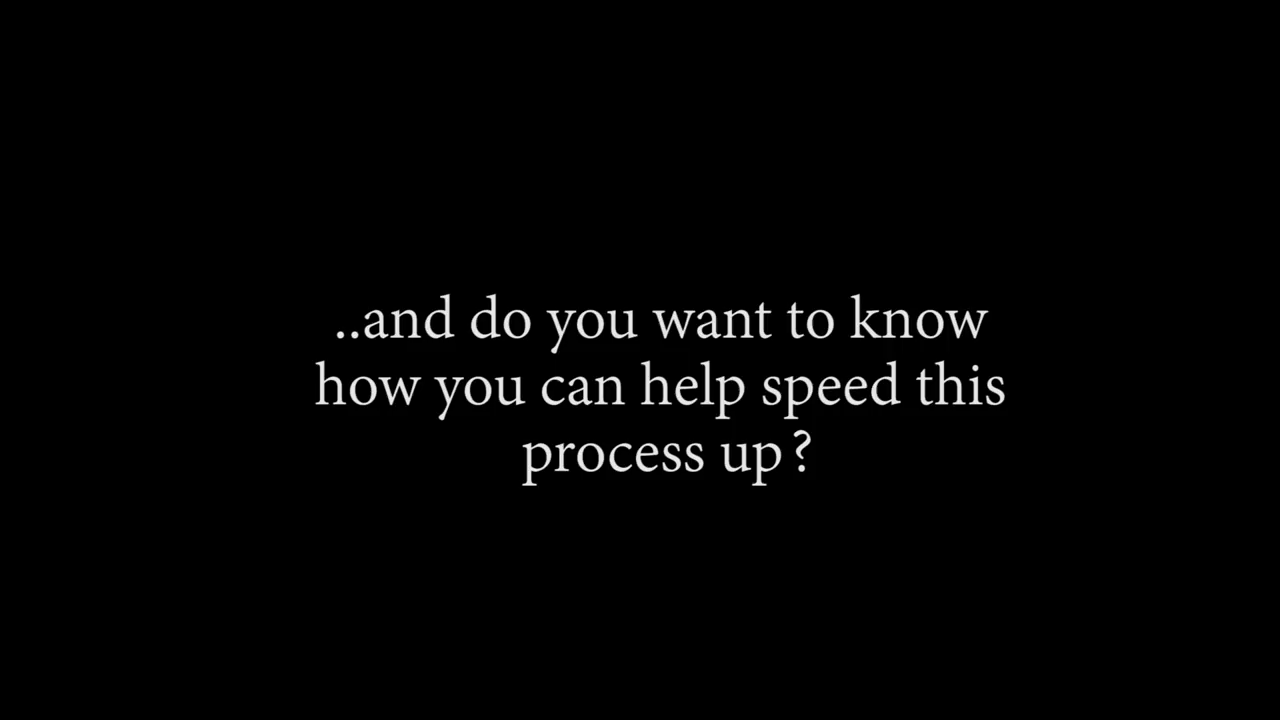 ..and do you want to know
how you can help speed this
process up?